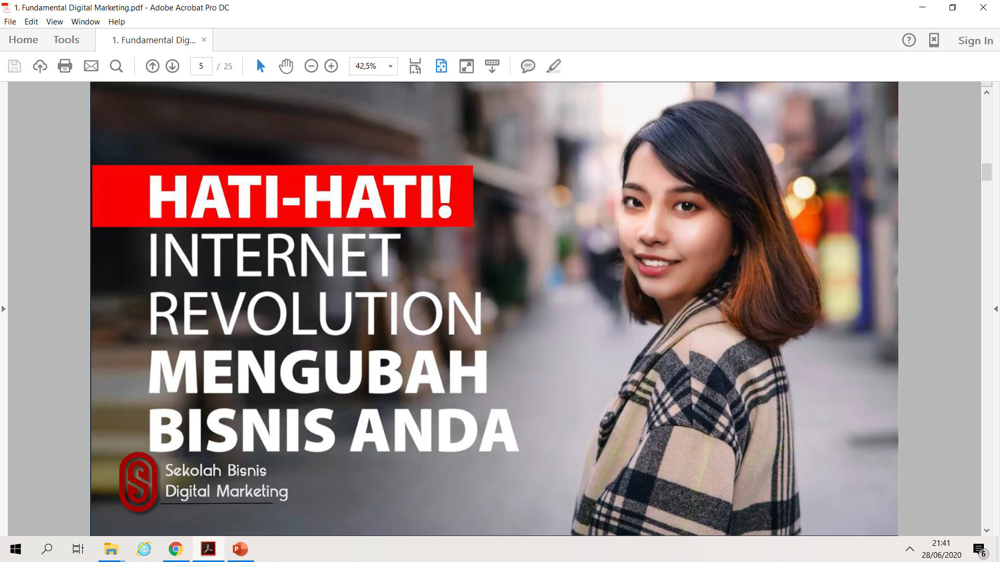 1. Fundamental Digital Marketing.pdf - Adobe Acrobat Pro DC
File Edit View Window Help
Home Tools 1. Fundamental Dig... × Sign In
5 / 25 42,5%
HATI-HATI!
INTERNET
REVOLUTION
MENGUBAH
BISNIS ANDA
Sekolah Bisnis
Digital Marketing
21:41
28/06/2020
6